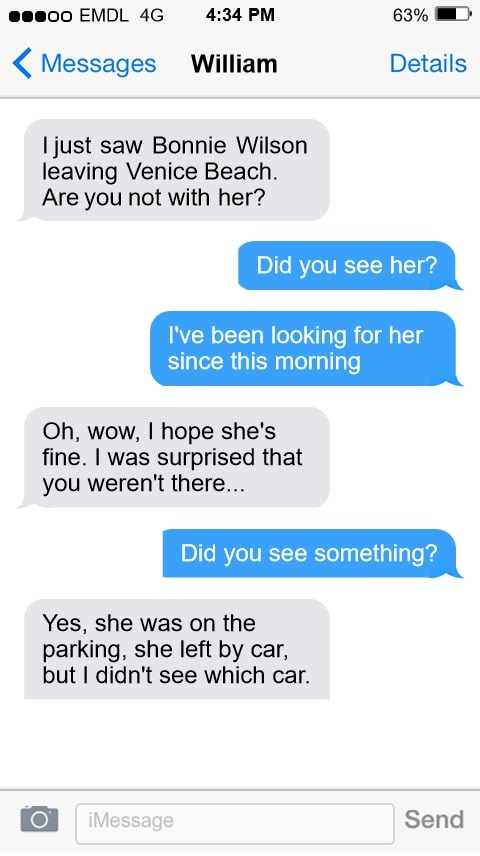 EMDL 4G 4:34 PM 63%
Messages William Details
I just saw Bonnie Wilson
leaving Venice Beach.
Are you not with her?
Did you see her?
I've been looking for her
since this morning
Oh, wow, I hope she's
fine. I was surprised that
you weren't there...
Did you see something?
Yes, she was on the
parking, she left by car,
but I didn't see which car.
iMessage Send